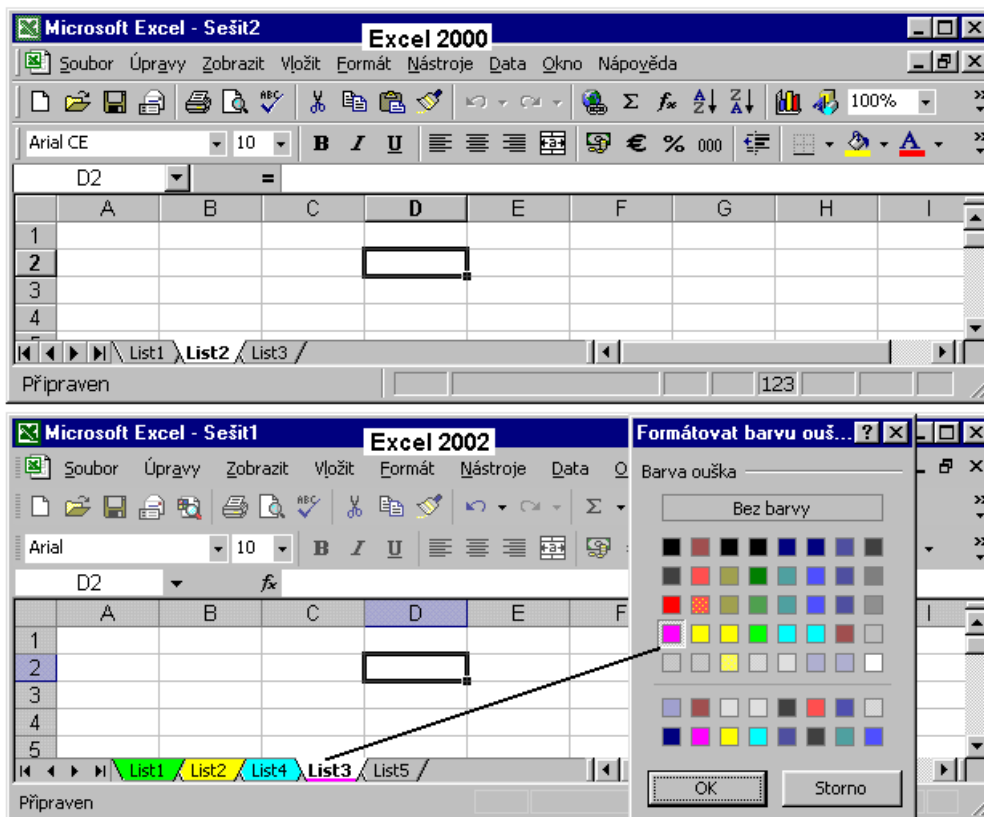 Microsoft Excel - Sešit2
Excel 2000
Soubor Úpravy Zobrazit Vložit Formát Nástroje Data Okno Nápověda
ABC Σ fx A Z Z A 100%
Arial CE 10 B I U a € % 000 A
D2 =
A B C D E F G H I
1
2
3
4
List1 List2 List3
Připraven 123
Microsoft Excel - Sešit1
Excel 2002
Soubor Úpravy Zobrazit Vložit Formát Nástroje Data O
ABC Σ
Arial 10 B I U a
D2 fx
A B C D E F I
1
2
3
4
5
List1 List2 List4 List3 List5
Připraven
Formátovat barvu ouš... ? X
Barva ouška
Bez barvy
OK Storno